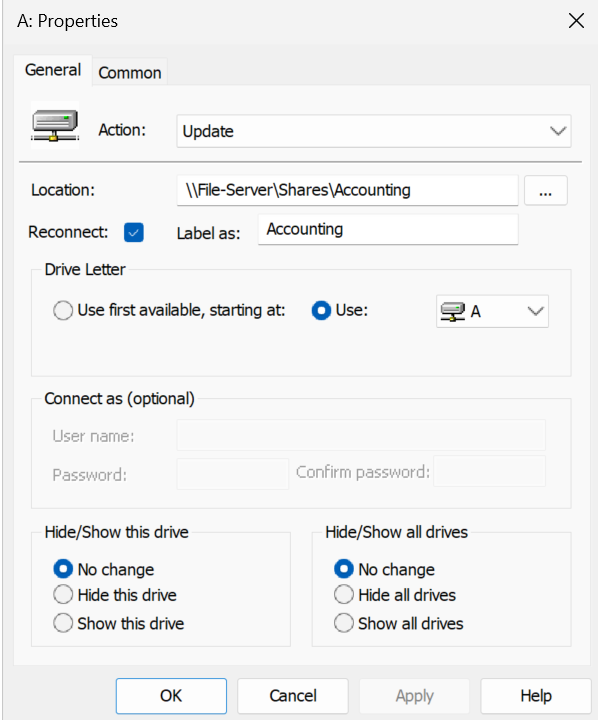 A: Properties
General Common
Action: Update
Location: \\File-Server\Shares\Accounting ...
Reconnect: Label as: Accounting
Drive Letter
Use first available, starting at: Use: A
Connect as (optional)
User name:
Password: Confirm password:
Hide/Show this drive Hide/Show all drives
No change No change
Hide this drive Hide all drives
Show this drive Show all drives
OK Cancel Apply Help